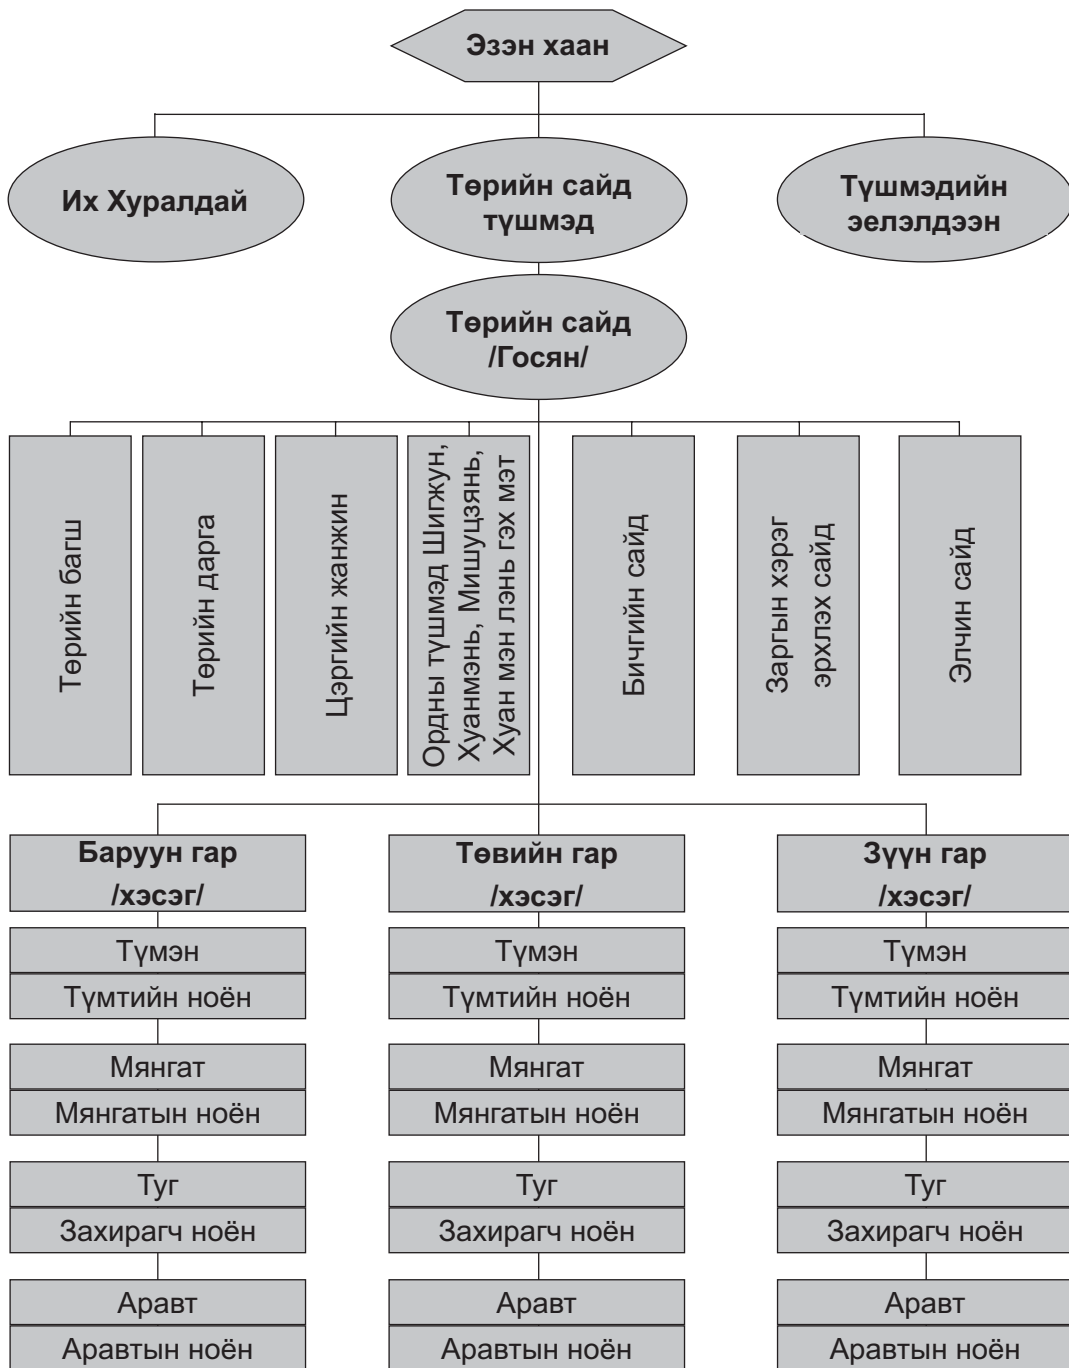 Эзэн хаан
Их Хуралдай
Төрийн сайд
түшмэд
Түшмэдийн
эелэлдээн
Төрийн сайд
/Госян/
Төрийн багш
Төрийн дарга
Цэргийн жанжин
Ордны түшмэд Шигжун,
Хуанмэнь, Мишуцзянь,
Хуан мэн лэнь гэх мэт
Бичгийн сайд
Заргын хэрэг
эрхлэх сайд
Элчин сайд
Баруун гар
/хэсэг/
Түмэн
Түмтийн ноён
Мянгат
Мянгатын ноён
Туг
Захирагч ноён
Аравт
Аравтын ноён
Төвийн гар
/хэсэг/
Түмэн
Түмтийн ноён
Мянгат
Мянгатын ноён
Туг
Захирагч ноён
Аравт
Аравтын ноён
Зүүн гар
/хэсэг/
Түмэн
Түмтийн ноён
Мянгат
Мянгатын ноён
Туг
Захирагч ноён
Аравт
Аравтын ноён